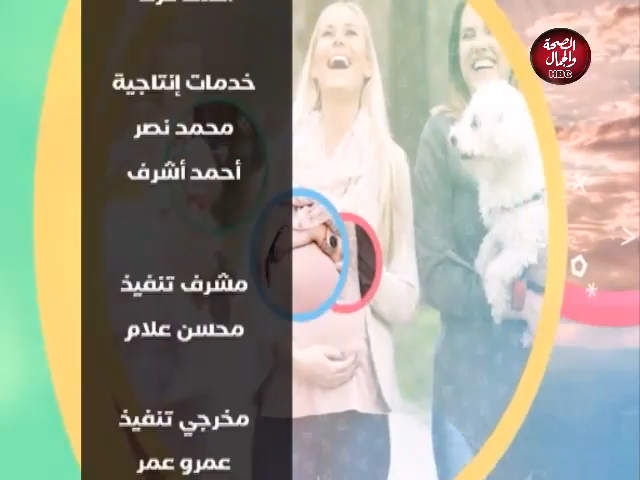 خدمات إنتاجية
محمد نصر
أحمد أشرف
مشرف تنفيذ
محسن علام
مخرجي تنفيذ
عمرو عمر
الصحة
والجمال
HBC